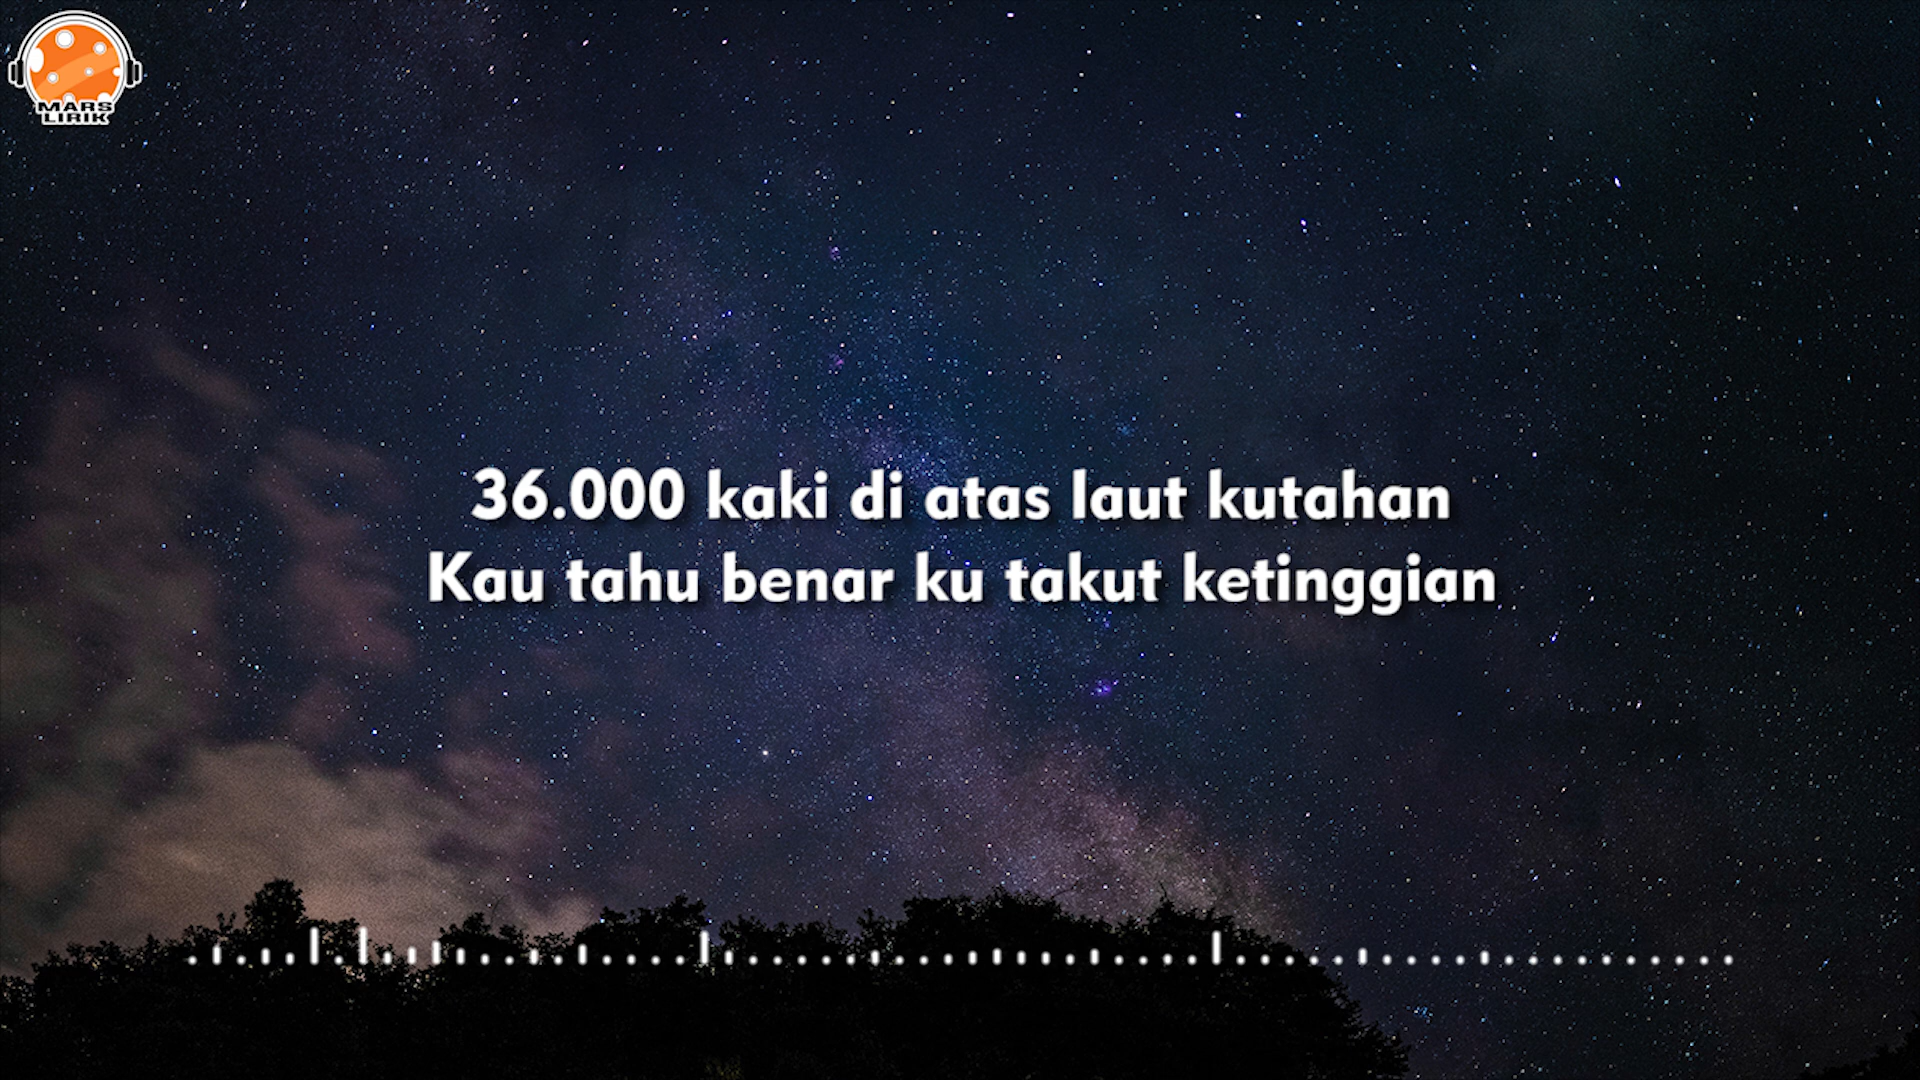 MARS
LIRIK
36.000 kaki di atas laut kutahan
Kau tahu benar ku takut ketinggian